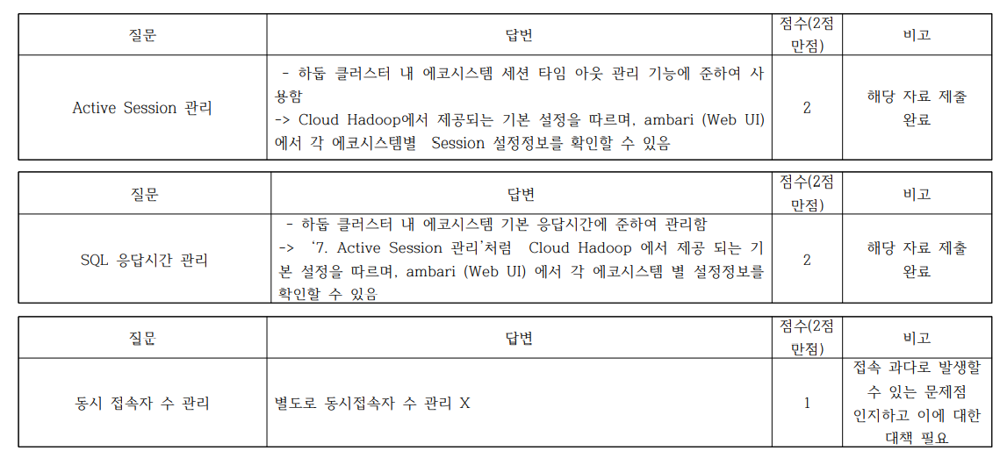 질문 답번 점수(2점 만점) 비고
Active Session 관리
- 하둡 클러스터 내 에코시스템 세션 타임 아웃 관리 기능에 준하여 사
용함
-> Cloud Hadoop에서 제공되는 기본 설정을 따르며, ambari (Web UI)
에서 각 에코시스템별 Session 설정정보를 확인할 수 있음
2
해당 자료 제출
완료
질문 답변 점수(2점 만점) 비고
SQL 응답시간 관리
- 하둡 클러스터 내 에코시스템 기본 응답시간에 준하여 관리함
-> ‘7. Active Session 관리’처럼 Cloud Hadoop 에서 제공 되는 기
본 설정을 따르며, ambari (Web UI) 에서 각 에코시스템 별 설정정보를
확인할 수 있음
2
해당 자료 제출
완료
질문 답변 점수(2점 만점) 비고
동시 접속자 수 관리
별도로 동시접속자 수 관리 X
1
접속 과다로 발생할
수 있는 문제점
인지하고 이에 대한
대책 필요